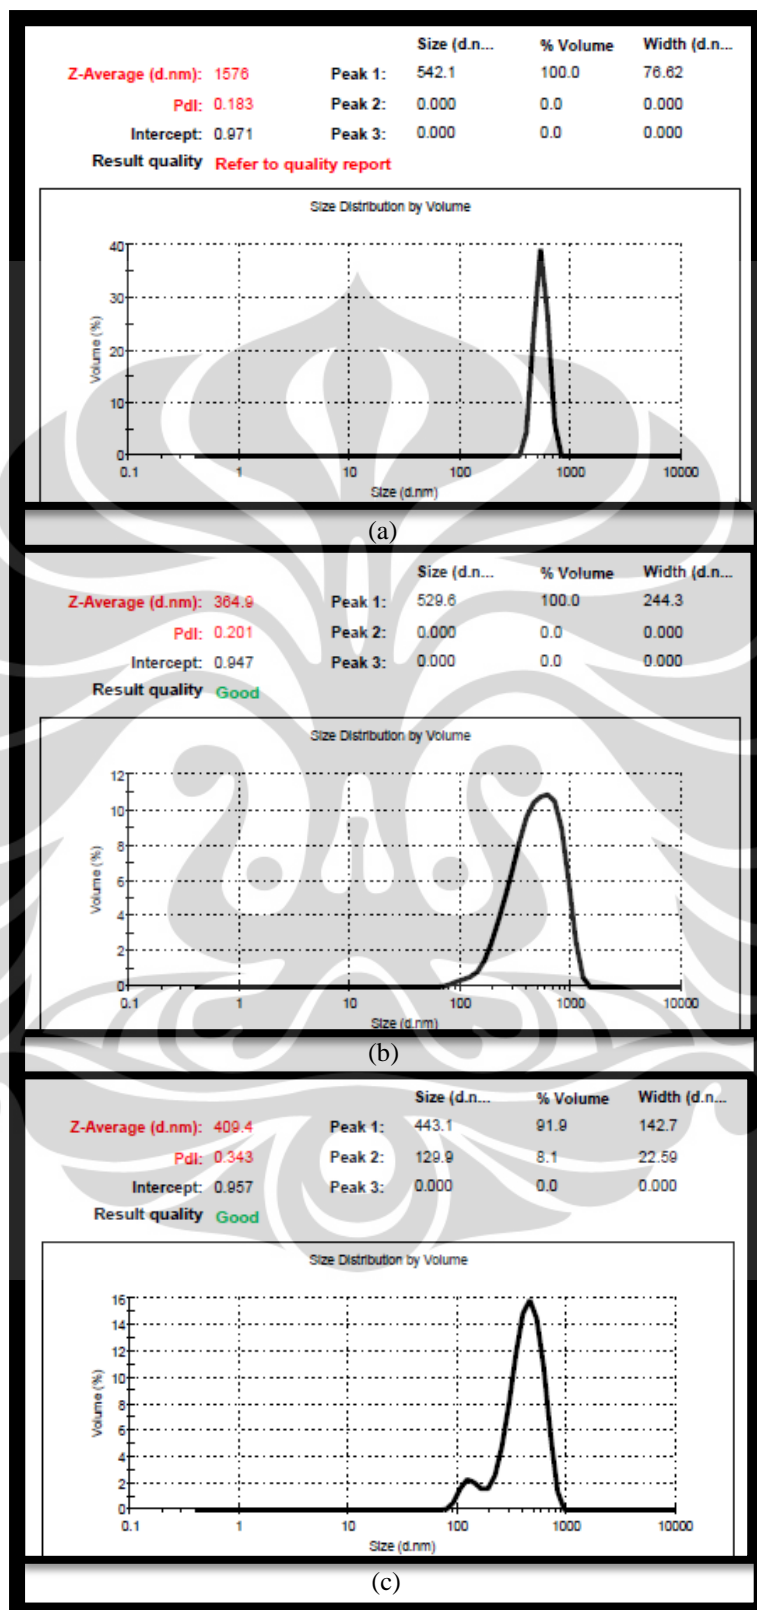 Size (d.n... % Volume Width (d.n...
Z-Average (d.nm): 1576 Peak 1: 542.1 100.0 76.62
PdI: 0.183 Peak 2: 0.000 0.0 0.000
Intercept: 0.971 Peak 3: 0.000 0.0 0.000
Result quality Refer to quality report
Size Distribution by Volume
40
30
20
10
0
Volume (%)
0.1 1 10 100 1000 10000
Size (d.nm)
(a)
Size (d.n... % Volume Width (d.n...
Z-Average (d.nm): 364.9 Peak 1: 529.6 100.0 244.3
PdI: 0.201 Peak 2: 0.000 0.0 0.000
Intercept: 0.947 Peak 3: 0.000 0.0 0.000
Result quality Good
Size Distribution by Volume
12
10
8
6
4
2
0
Volume (%)
0.1 1 10 100 1000 10000
Size (d.nm)
(b)
Size (d.n... % Volume Width (d.n...
Z-Average (d.nm): 409.4 Peak 1: 443.1 91.9 142.7
PdI: 0.343 Peak 2: 129.9 8.1 22.59
Intercept: 0.957 Peak 3: 0.000 0.0 0.000
Result quality Good
Size Distribution by Volume
16
14
12
10
8
6
4
2
0
Volume (%)
0.1 1 10 100 1000 10000
Size (d.nm)
(c)